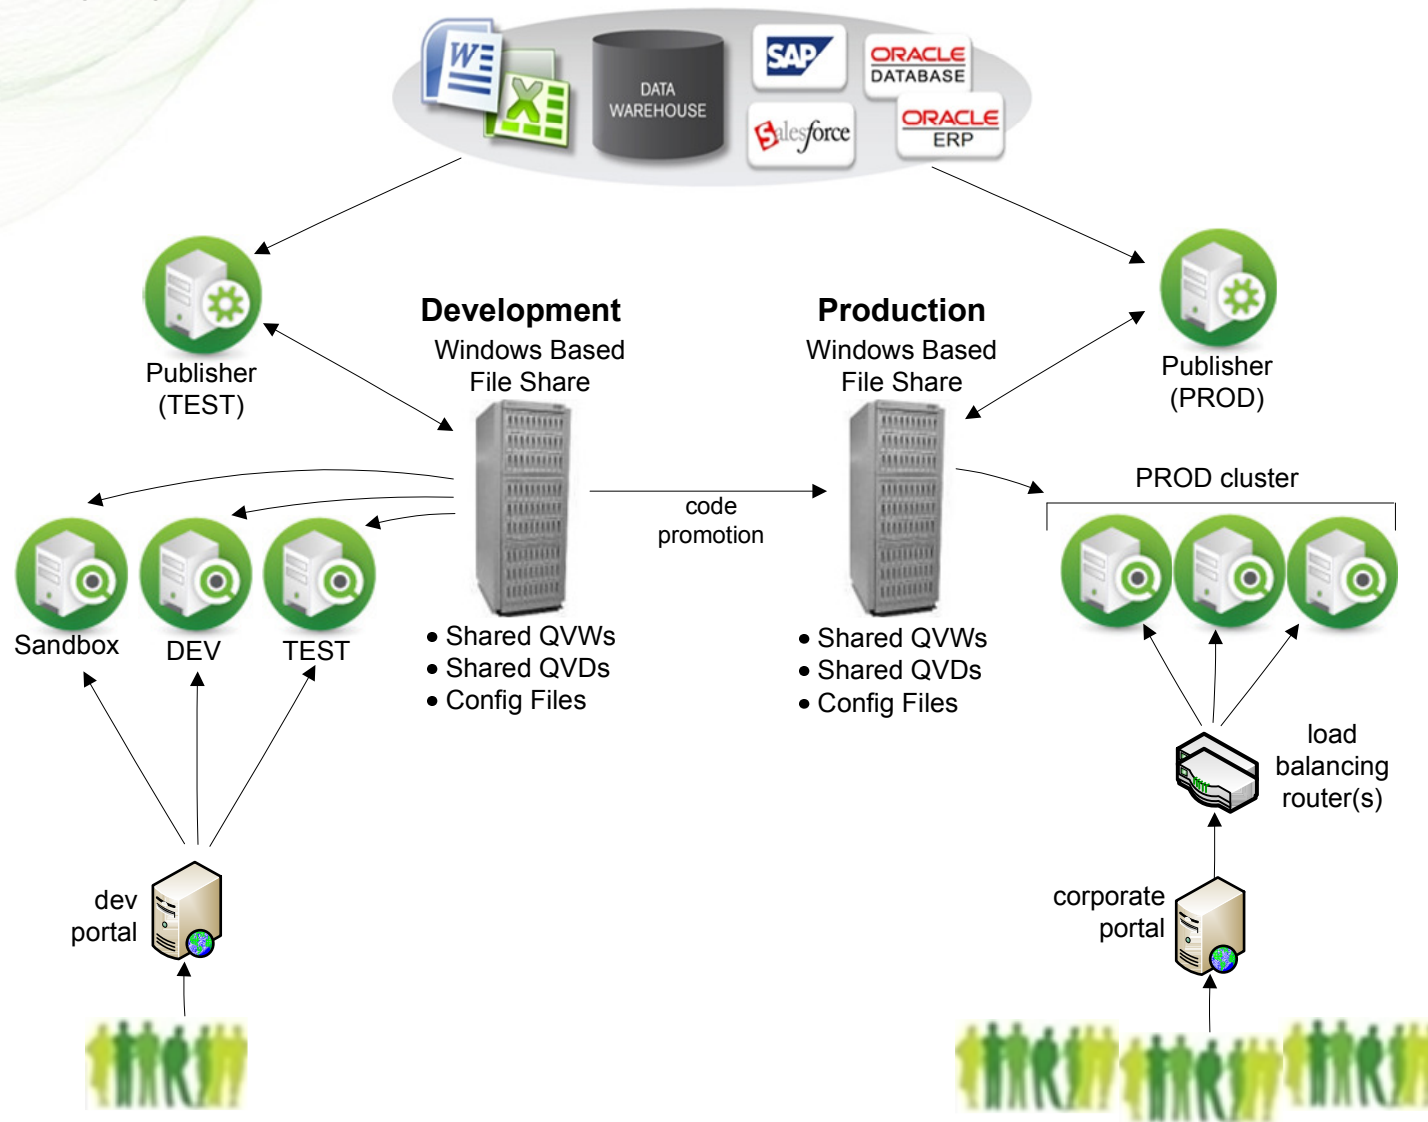 W
X
DATA
WAREHOUSE
SAP
ORACLE
DATABASE
salesforce
ORACLE
ERP
Publisher
(TEST)
Development
Windows Based
File Share
Production
Windows Based
File Share
Publisher
(PROD)
code
promotion
PROD cluster
Sandbox
DEV
TEST
• Shared QVWs
• Shared QVDs
• Config Files
• Shared QVWs
• Shared QVDs
• Config Files
load
balancing
router(s)
dev
portal
corporate
portal